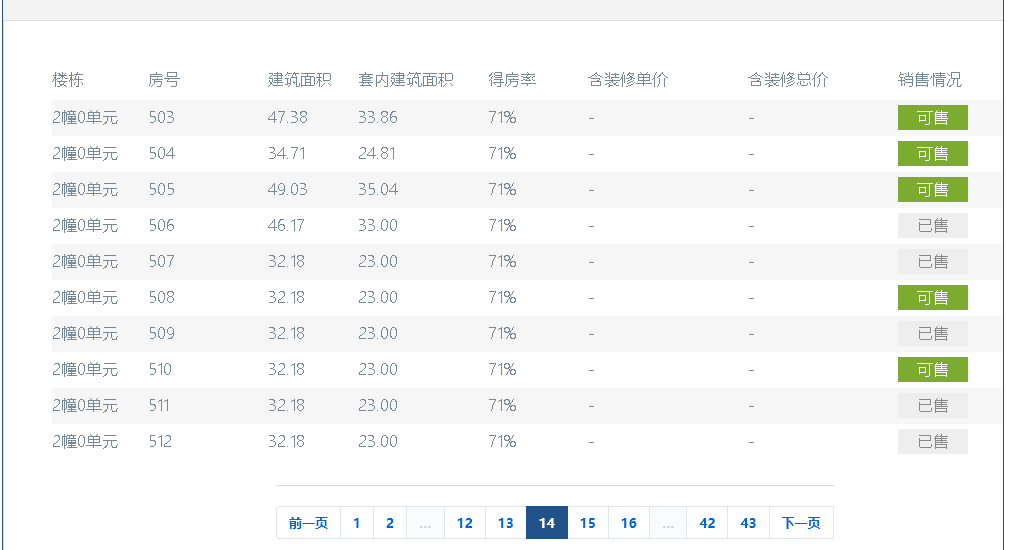 楼栋 房号 建筑面积 套内建筑面积 得房率 含装修单价 含装修总价 销售情况
2幢0单元 503 47.38 33.86 71% - - 可售
2幢0单元 504 34.71 24.81 71% - - 可售
2幢0单元 505 49.03 35.04 71% - - 可售
2幢0单元 506 46.17 33.00 71% - - 已售
2幢0单元 507 32.18 23.00 71% - - 已售
2幢0单元 508 32.18 23.00 71% - - 可售
2幢0单元 509 32.18 23.00 71% - - 已售
2幢0单元 510 32.18 23.00 71% - - 可售
2幢0单元 511 32.18 23.00 71% - - 已售
2幢0单元 512 32.18 23.00 71% - - 已售
前一页 1 2 ... 12 13 14 15 16 ... 42 43 下一页